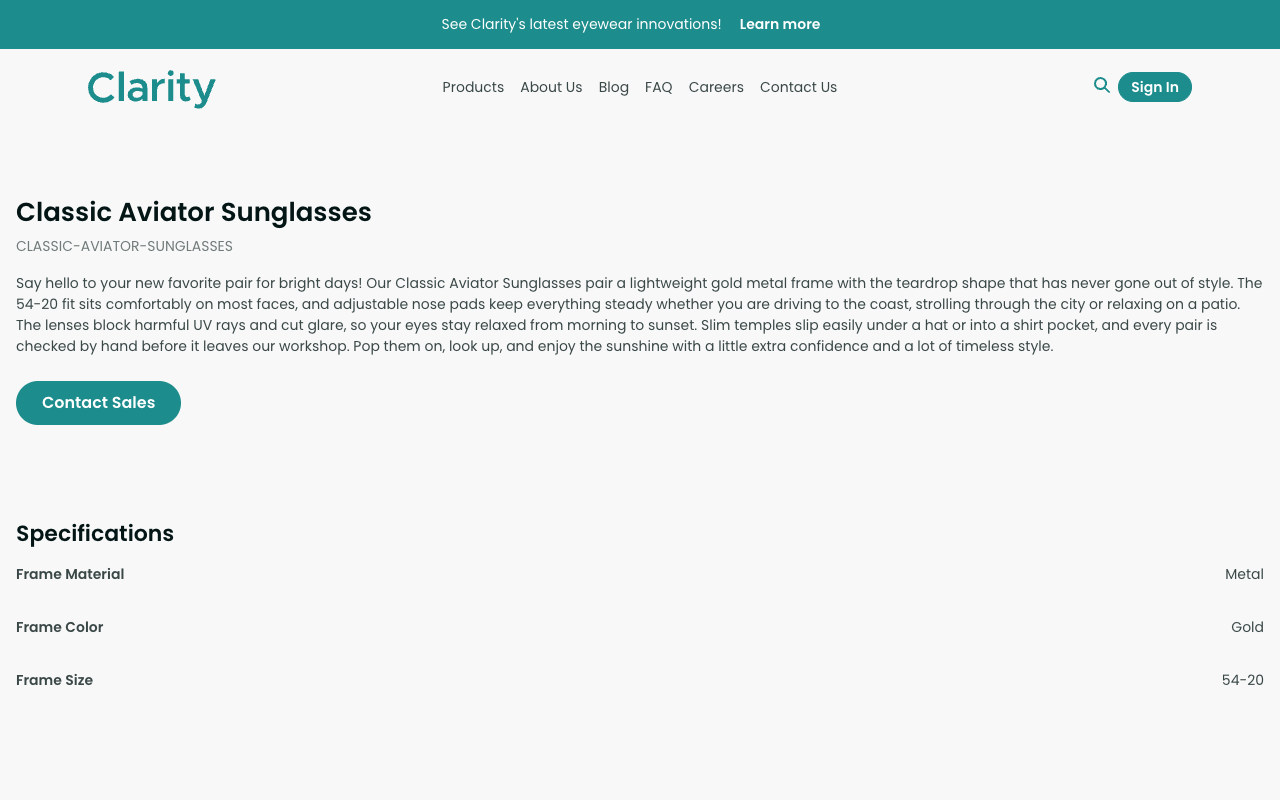 See Clarity's latest eyewear innovations! Learn more
Clarity
Products About Us Blog FAQ Careers Contact Us
Sign In
Classic Aviator Sunglasses
CLASSIC-AVIATOR-SUNGLASSES
Say hello to your new favorite pair for bright days! Our Classic Aviator Sunglasses pair a lightweight gold metal frame with the teardrop shape that has never gone out of style. The
54-20 fit sits comfortably on most faces, and adjustable nose pads keep everything steady whether you are driving to the coast, strolling through the city or relaxing on a patio.
The lenses block harmful UV rays and cut glare, so your eyes stay relaxed from morning to sunset. Slim temples slip easily under a hat or into a shirt pocket, and every pair is
checked by hand before it leaves our workshop. Pop them on, look up, and enjoy the sunshine with a little extra confidence and a lot of timeless style.
Contact Sales
Specifications
Frame Material Metal
Frame Color Gold
Frame Size 54-20